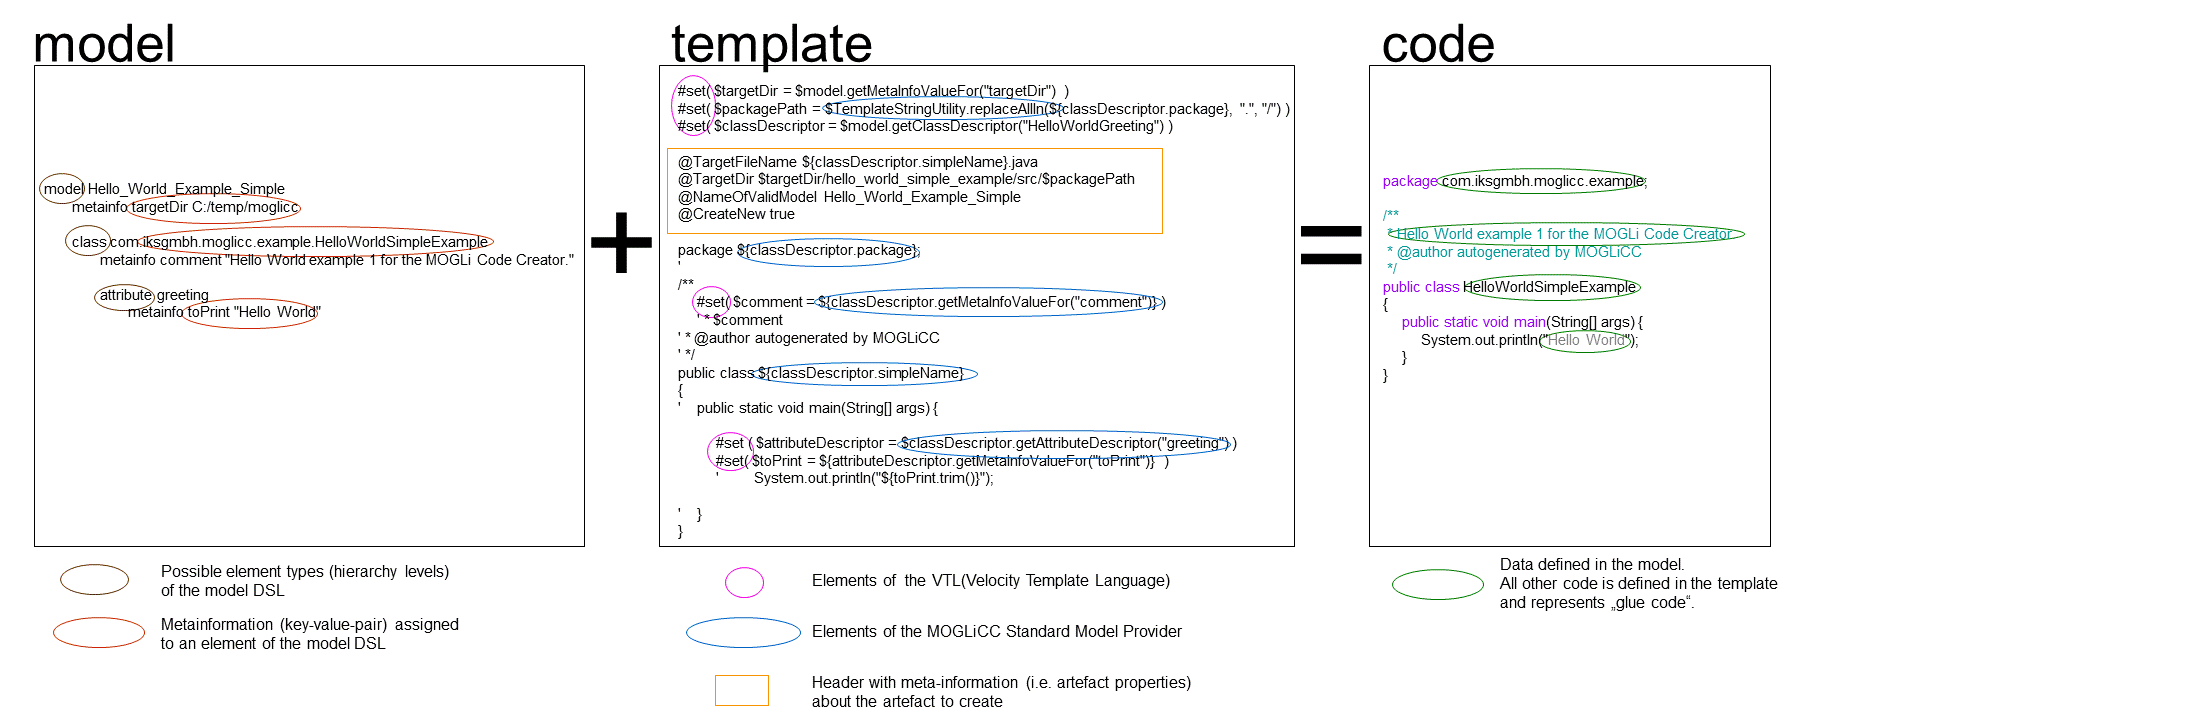 model
model Hello_World_Example_Simple
metainfo targetDir C:/temp/moglicc
class com.iksgmbh.moglicc.example.HelloWorldSimpleExample
metainfo comment "Hello World example 1 for the MOGLi Code Creator."
attribute greeting
metainfo toPrint "Hello World"
Possible element types (hierarchy levels)
of the model DSL
Metainformation (key-value-pair) assigned
to an element of the model DSL
+
template
#set( $targetDir = $model.getMetaInfoValueFor("targetDir") )
#set( $packagePath = $TemplateStringUtility.replaceAllIn(${classDescriptor.package}, ".", "/") )
#set( $classDescriptor = $model.getClassDescriptor("HelloWorldGreeting") )
@TargetFileName ${classDescriptor.simpleName}.java
@TargetDir $targetDir/hello_world_simple_example/src/$packagePath
@NameOfValidModel Hello_World_Example_Simple
@CreateNew true
package ${classDescriptor.package};
'
/**
#set( $comment = ${classDescriptor.getMetaInfoValueFor("comment")} )
' * $comment
' * @author autogenerated by MOGLiCC
' */
public class ${classDescriptor.simpleName}
{
' public static void main(String[] args) {
#set ( $attributeDescriptor = $classDescriptor.getAttributeDescriptor("greeting") )
#set( $toPrint = ${attributeDescriptor.getMetaInfoValueFor("toPrint")} )
' System.out.println("${toPrint.trim()}");
' }
}
Elements of the VTL(Velocity Template Language)
Elements of the MOGLiCC Standard Model Provider
Header with meta-information (i.e. artefact properties)
about the artefact to create
=
code
package com.iksgmbh.moglicc.example;
/**
* Hello World example 1 for the MOGLi Code Creator.
* @author autogenerated by MOGLiCC
*/
public class HelloWorldSimpleExample
{
public static void main(String[] args) {
System.out.println("Hello World");
}
}
Data defined in the model.
All other code is defined in the template
and represents „glue code“.